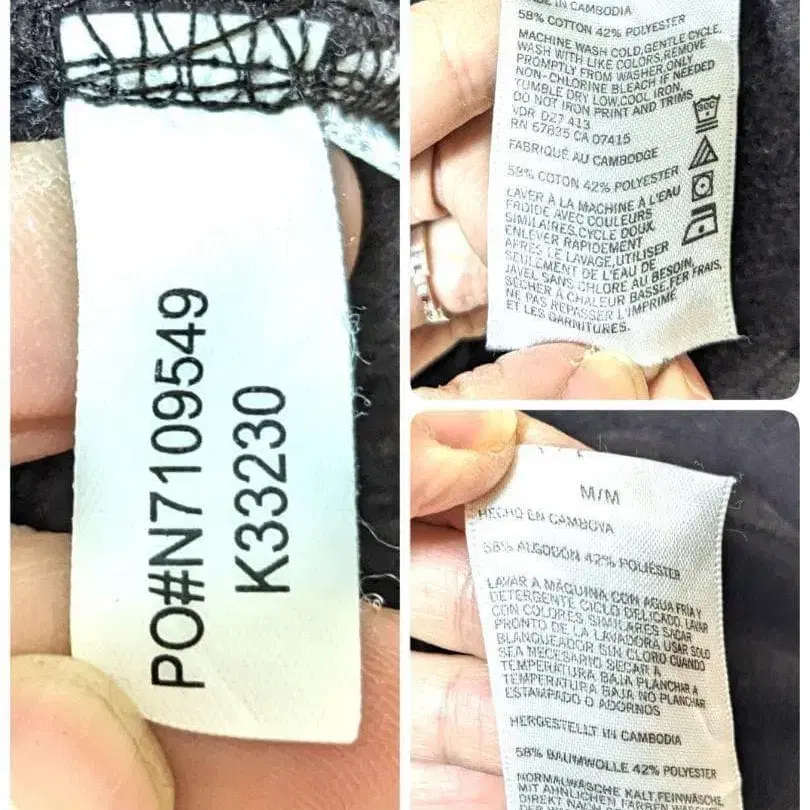 PO#N7109549
K33230
MADE IN CAMBODIA
58% COTTON 42% POLYESTER
MACHINE WASH COLD,GENTLE CYCLE,
WASH WITH LIKE COLORS,REMOVE
PROMPTLY FROM WASHER,ONLY
NON-CHLORINE BLEACH IF NEEDED
TUMBLE DRY LOW,COOL IRON,
DO NOT IRON PRINT AND TRIMS
VDR D27 413
RN 67835 CA 07415
FABRIQUÉ AU CAMBODGE
58% COTON 42% POLYESTER
LAVER À LA MACHINE À L'EAU
FROIDE AVEC COULEURS
SIMILAIRES,CYCLE DOUX,
ENLEVER RAPIDEMENT
APRÈS LE LAVAGE,UTILISER
SEULEMENT DE L'EAU DE
JAVEL SANS CHLORE AU BESOIN,
SÉCHER À CHALEUR BASSE,FER FRAIS,
NE PAS REPASSER L'IMPRIMÉ
ET LES GARNITURES.
M/M
HECHO EN CAMBOYA
58% ALGODÓN 42% POLIÉSTER
LAVAR A MÁQUINA CON AGUA FRÍA Y
DETERGENTE CICLO DELICADO, LAVAR
CON COLORES SIMILARES SACAR
PRONTO DE LA LAVADORA USAR SOLO
BLANQUEADOR SIN CLORO CUANDO
SEA NECESARIO SECAR A
TEMPERATURA BAJA PLANCHAR A
TEMPERATURA BAJA NO PLANCHAR
ESTAMPADO O ADORNOS
HERGESTELLT IN CAMBODIA
58% BAUMWOLLE 42% POLYESTER
NORMALWÄSCHE KALT,FEINWÄSCHE,
MIT ÄHNLICHEN FARBEN WASCHEN
DIREKT NACH